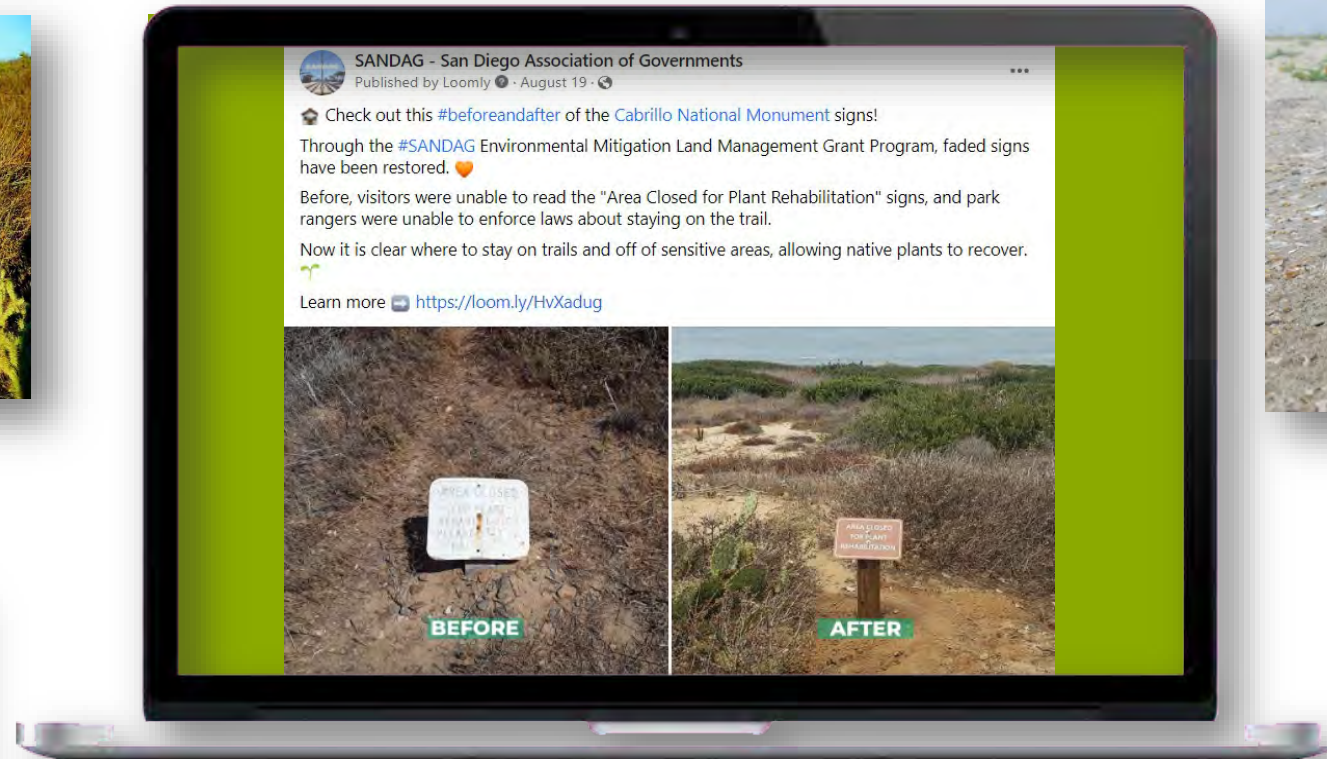 SANDAG - San Diego Association of Governments
Published by Loomly · August 19 ·
Check out this #beforeandafter of the Cabrillo National Monument signs!
Through the #SANDAG Environmental Mitigation Land Management Grant Program, faded signs
have been restored.
Before, visitors were unable to read the "Area Closed for Plant Rehabilitation" signs, and park
rangers were unable to enforce laws about staying on the trail.
Now it is clear where to stay on trails and off of sensitive areas, allowing native plants to recover.
Learn more https://loom.ly/HvXadug
AREA CLOSED
BEFORE
AREA CLOSED
FOR PLANT
REHABILITATION
AFTER